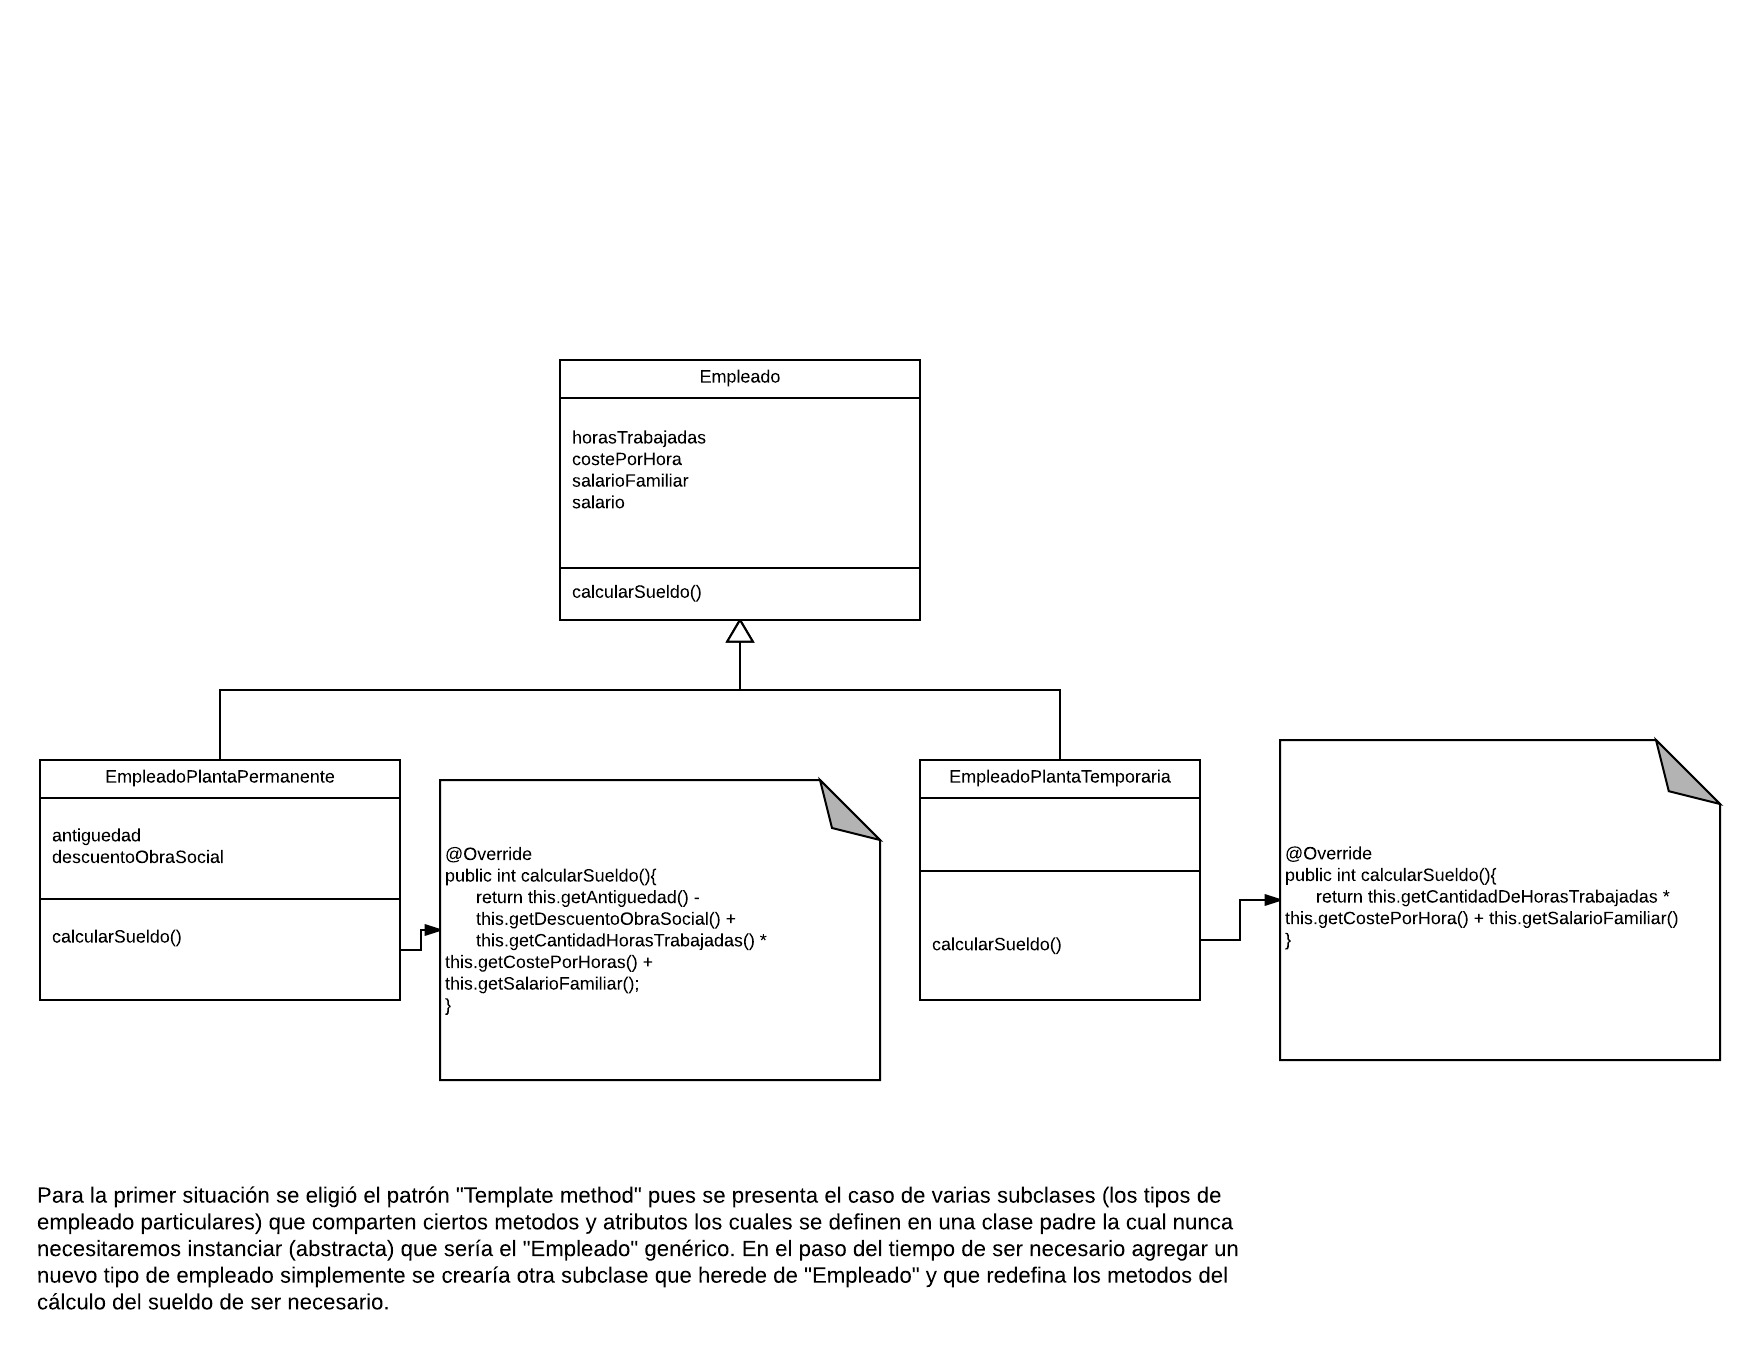 Empleado
horasTrabajadas
costePorHora
salarioFamiliar
salario
calcularSueldo()
EmpleadoPlantaPermanente
antiguedad
descuentoObraSocial
calcularSueldo()
@Override
public int calcularSueldo(){
return this.getAntiguedad() -
this.getDescuentoObraSocial() +
this.getCantidadHorasTrabajadas() *
this.getCostePorHoras() +
this.getSalarioFamiliar();
}
EmpleadoPlantaTemporaria
calcularSueldo()
@Override
public int calcularSueldo(){
return this.getCantidadDeHorasTrabajadas *
this.getCostePorHora() + this.getSalarioFamiliar()
}
Para la primer situación se eligió el patrón "Template method" pues se presenta el caso de varias subclases (los tipos de
empleado particulares) que comparten ciertos metodos y atributos los cuales se definen en una clase padre la cual nunca
necesitaremos instanciar (abstracta) que sería el "Empleado" genérico. En el paso del tiempo de ser necesario agregar un
nuevo tipo de empleado simplemente se crearía otra subclase que herede de "Empleado" y que redefina los metodos del
cálculo del sueldo de ser necesario.